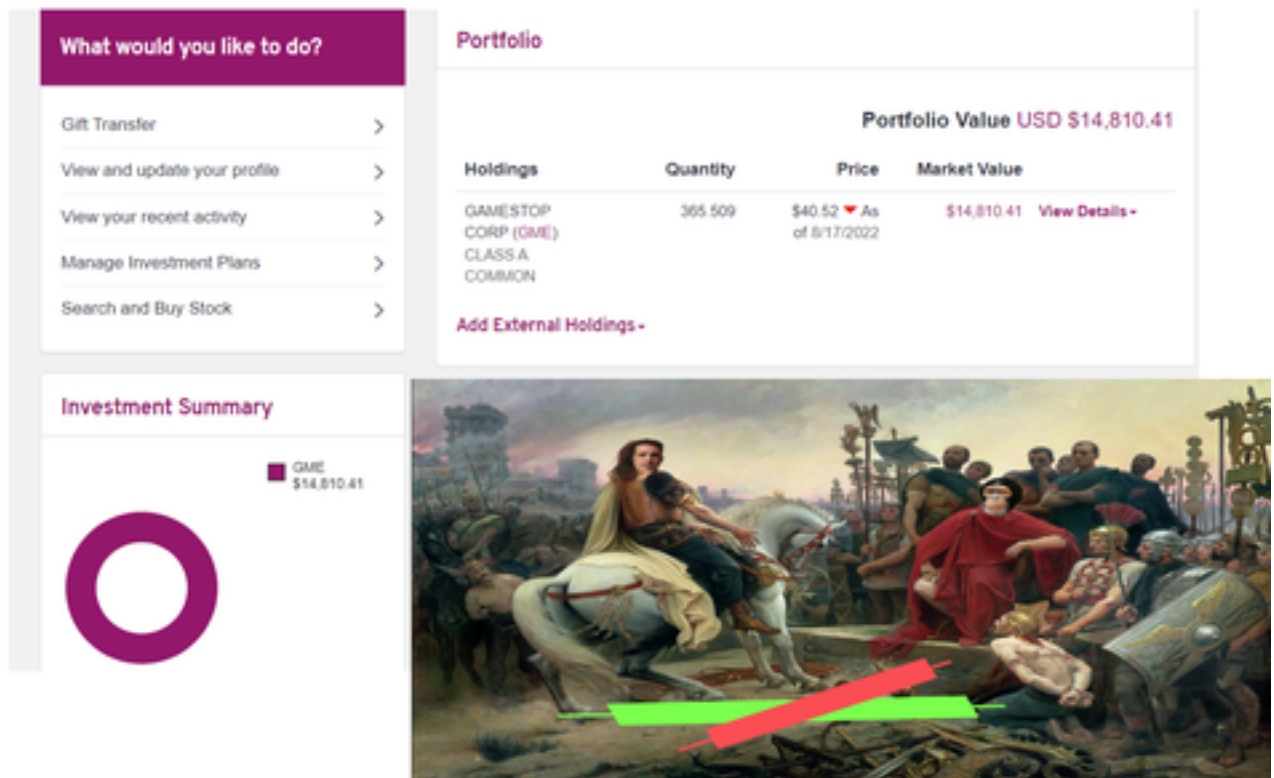 What would you like to do?
Gift Transfer
View and update your profile
View your recent activity
Manage Investment Plans
Search and Buy Stock
Portfolio
Portfolio Value USD $14,810.41
Holdings Quantity Price Market Value
GAMESTOP 365.509 $40.52 ▼ As $14,810.41 View Details
CORP (GME) of 8/17/2022
CLASS A
COMMON
Add External Holdings
Investment Summary
GME
$14,810.41